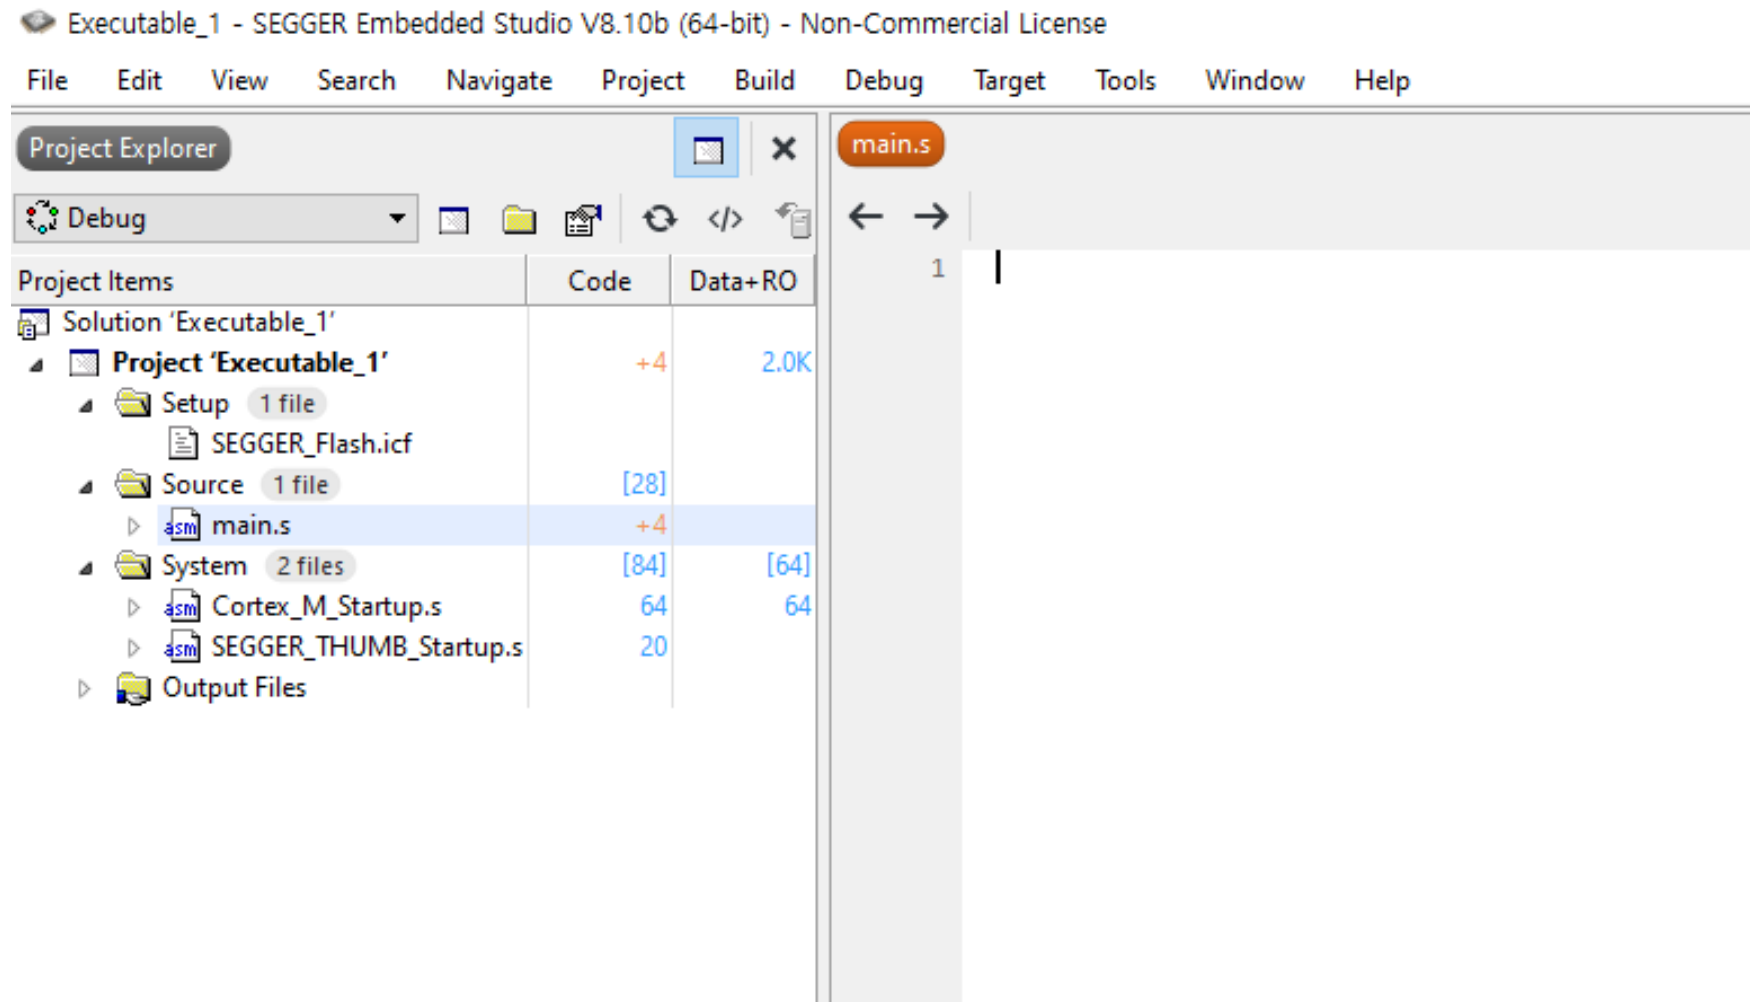 Executable_1 - SEGGER Embedded Studio V8.10b (64-bit) - Non-Commercial License
File Edit View Search Navigate Project Build Debug Target Tools Window Help
Project Explorer
main.s
Debug
Project Items Code Data+RO
1
Solution 'Executable_1'
Project 'Executable_1' +4 2.0K
Setup 1 file
SEGGER_Flash.icf
Source 1 file [28]
asm main.s +4
System 2 files [84] [64]
asm Cortex_M_Startup.s 64 64
asm SEGGER_THUMB_Startup.s 20
Output Files